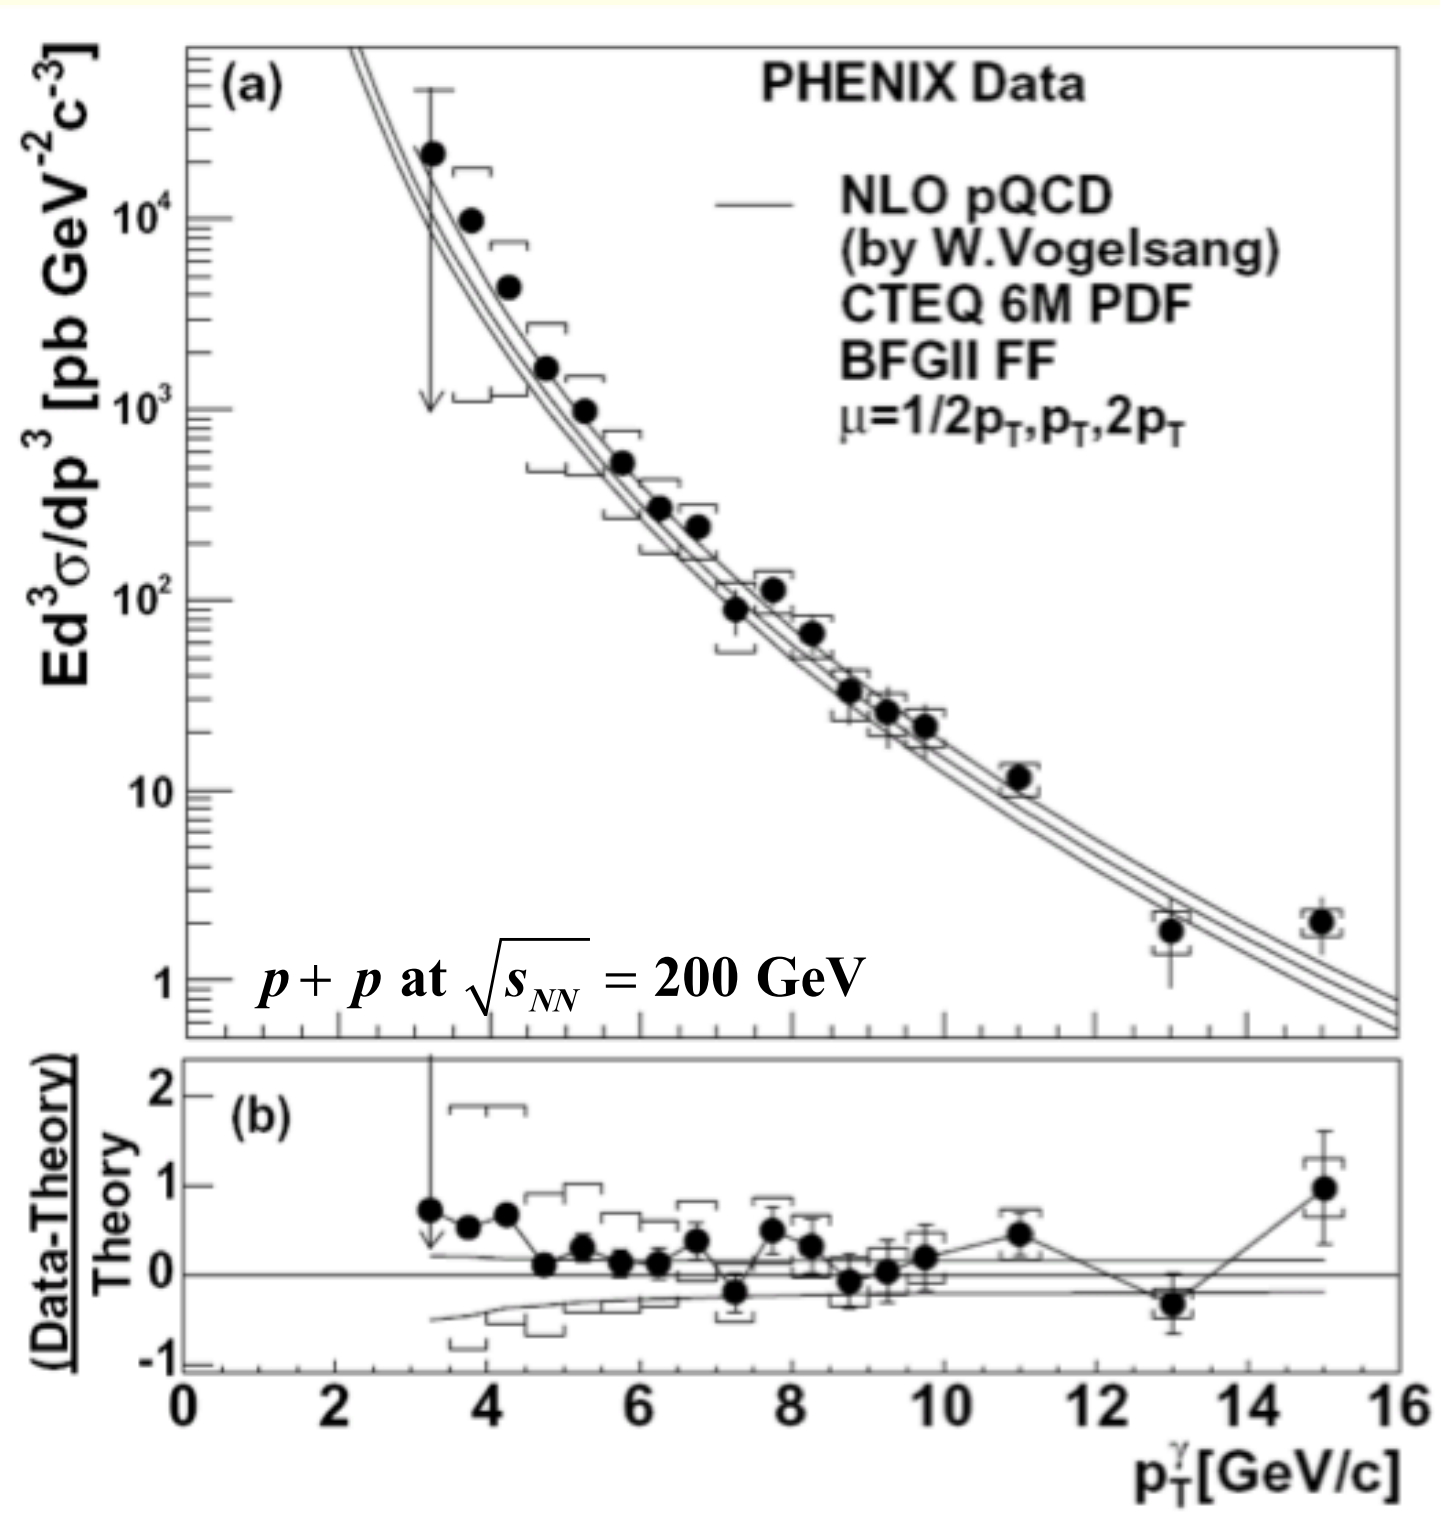 (a)
PHENIX Data
NLO pQCD
(by W.Vogelsang)
CTEQ 6M PDF
BFGII FF
μ=1/2p_T,p_T,2p_T
Ed³σ/dp³ [pb GeV⁻²c⁻³]
10⁴
10³
10²
10
1
p + p at √s_NN = 200 GeV
(b)
(Data-Theory)
Theory
2
1
0
-1
0 2 4 6 8 10 12 14 16
p_T^γ[GeV/c]